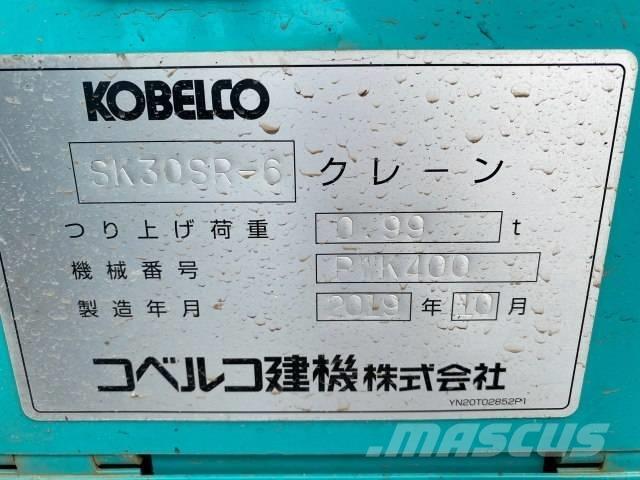 KOBELCO
SK30SR-6 クレーン
つり上げ荷重 0.99 t
機械番号
製造年月 2019 年 10 月
コベルコ建機株式会社
YN20T02852P1
MASCUS